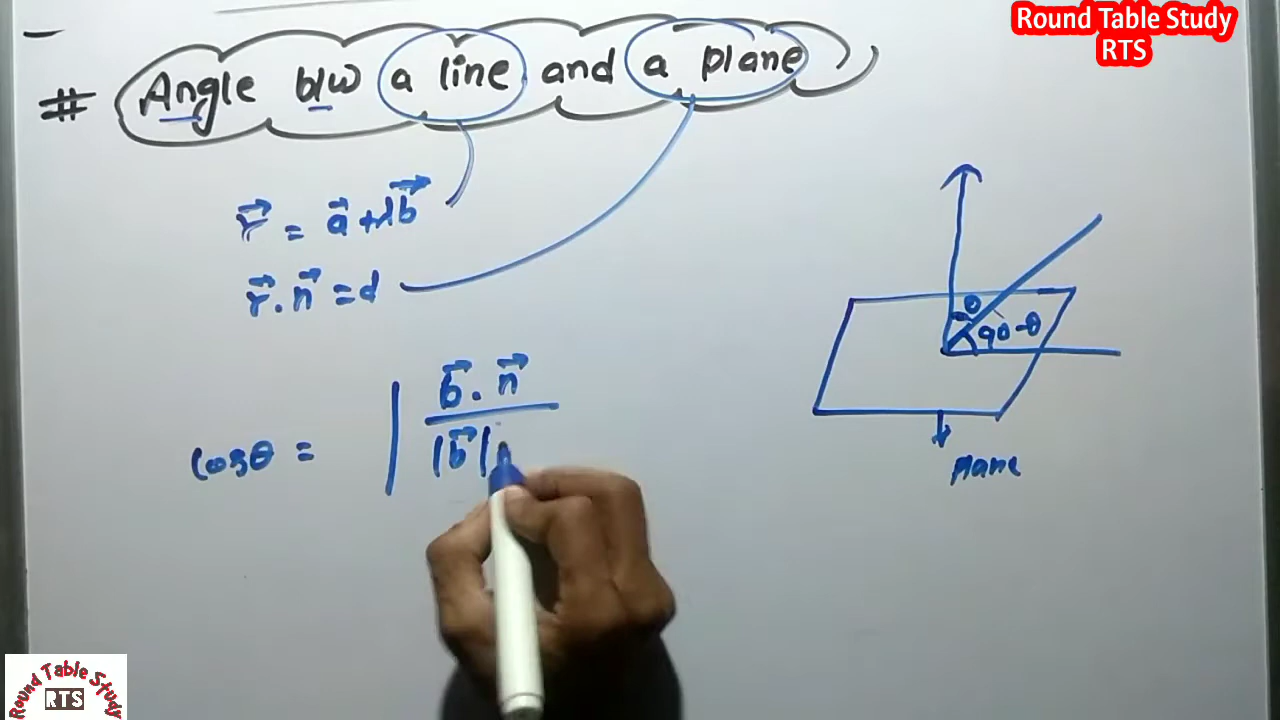 Round Table Study
RTS
# Angle b/w a line and a plane
r⃗ = a⃗ + λb⃗
r⃗ . n⃗ = d
cosθ = | b⃗ . n⃗
|b⃗|
θ
90-θ
plane
Round Table Study
RTS